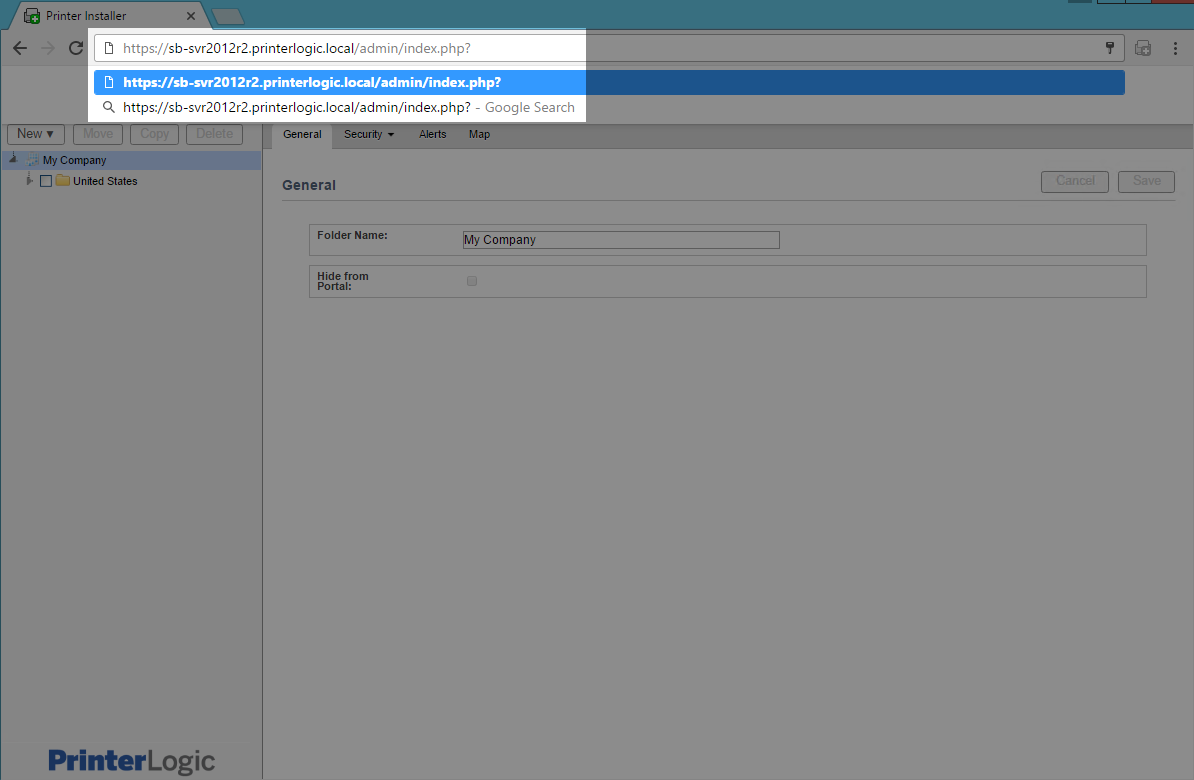 Printer Installer
https://sb-svr2012r2.printerlogic.local/admin/index.php?
https://sb-svr2012r2.printerlogic.local/admin/index.php?
https://sb-svr2012r2.printerlogic.local/admin/index.php? - Google Search
New ▾ Move Copy Delete
General Security ▾ Alerts Map
My Company
United States
General
Cancel Save
Folder Name: My Company
Hide from
Portal:
PrinterLogic